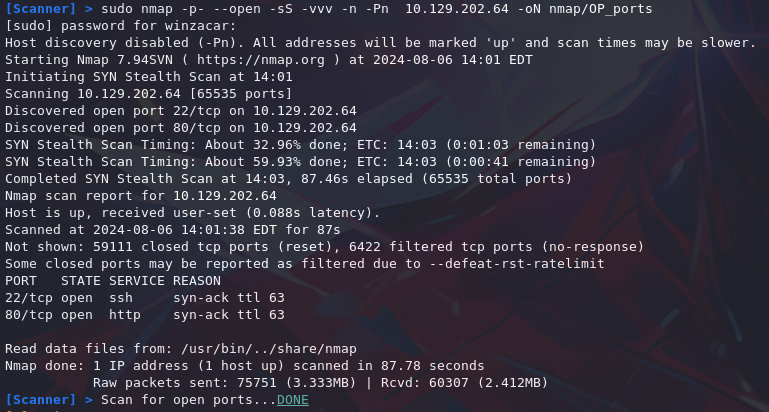 [Scanner] > sudo nmap -p- --open -sS -vvv -n -Pn  10.129.202.64 -oN nmap/OP_ports
[sudo] password for winzacar:
Host discovery disabled (-Pn). All addresses will be marked 'up' and scan times may be slower.
Starting Nmap 7.94SVN ( https://nmap.org ) at 2024-08-06 14:01 EDT
Initiating SYN Stealth Scan at 14:01
Scanning 10.129.202.64 [65535 ports]
Discovered open port 22/tcp on 10.129.202.64
Discovered open port 80/tcp on 10.129.202.64
SYN Stealth Scan Timing: About 32.96% done; ETC: 14:03 (0:01:03 remaining)
SYN Stealth Scan Timing: About 59.93% done; ETC: 14:03 (0:00:41 remaining)
Completed SYN Stealth Scan at 14:03, 87.46s elapsed (65535 total ports)
Nmap scan report for 10.129.202.64
Host is up, received user-set (0.088s latency).
Scanned at 2024-08-06 14:01:38 EDT for 87s
Not shown: 59111 closed tcp ports (reset), 6422 filtered tcp ports (no-response)
Some closed ports may be reported as filtered due to --defeat-rst-ratelimit
PORT   STATE SERVICE REASON
22/tcp open  ssh     syn-ack ttl 63
80/tcp open  http    syn-ack ttl 63
Read data files from: /usr/bin/../share/nmap
Nmap done: 1 IP address (1 host up) scanned in 87.78 seconds
           Raw packets sent: 75751 (3.333MB) | Rcvd: 60307 (2.412MB)
[Scanner] > Scan for open ports...DONE